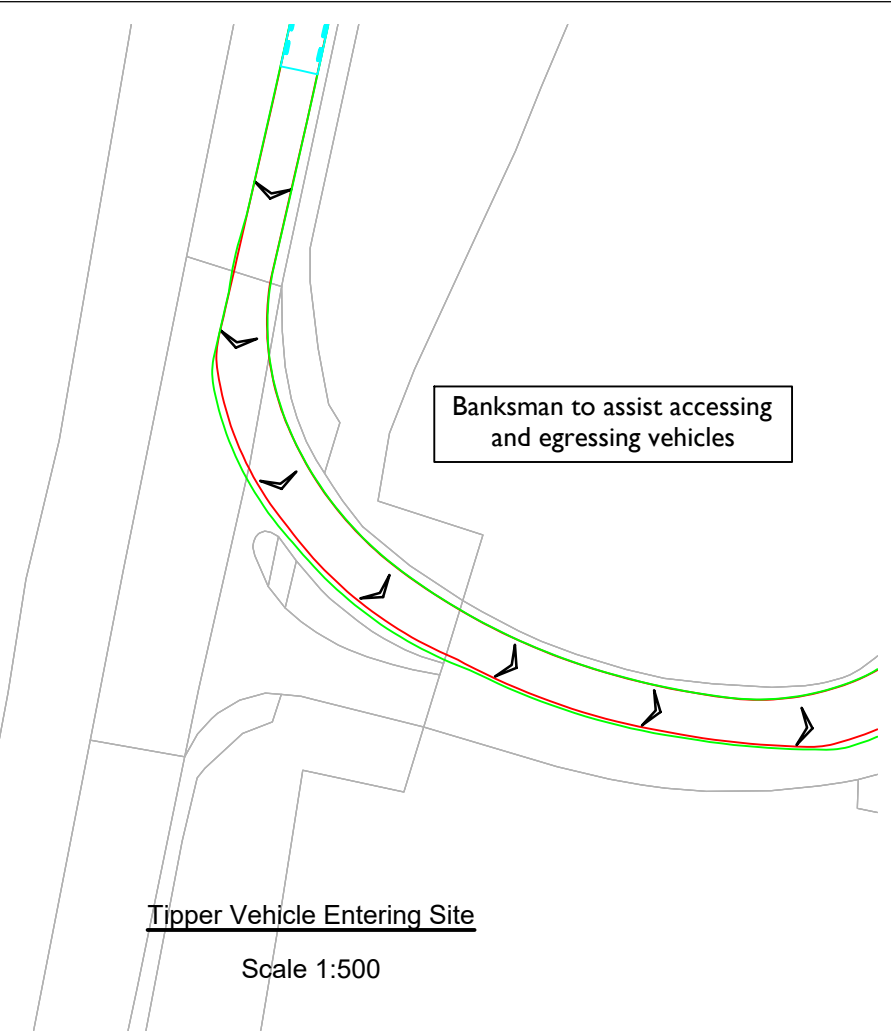 Banksman to assist accessing
and egressing vehicles
Tipper Vehicle Entering Site
Scale 1:500